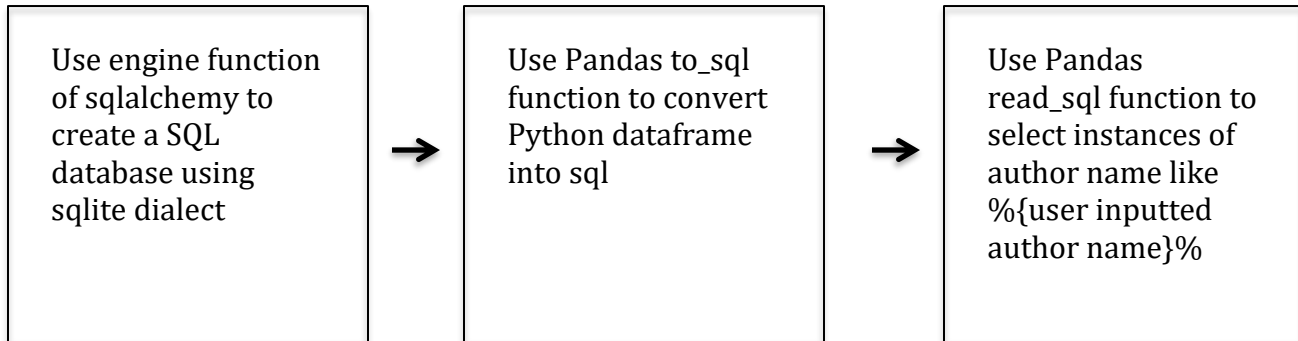 Use engine function
of sqlalchemy to
create a SQL
database using
sqlite dialect
Use Pandas to_sql
function to convert
Python dataframe
into sql
Use Pandas
read_sql function to
select instances of
author name like
%{user inputted
author name}%